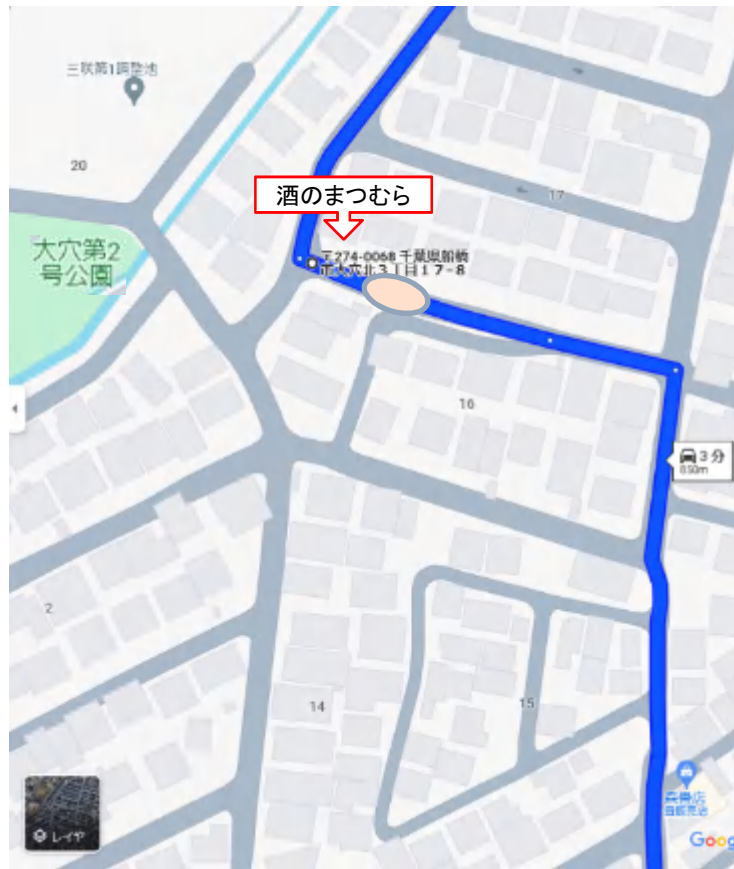 三咲第1調整池
20
17
酒のまつむら
〒274-0068 千葉県船橋
市大穴北3丁目17-8
大穴第2
号公園
16
3 分
850m
2
14
15
レイヤ
Goog